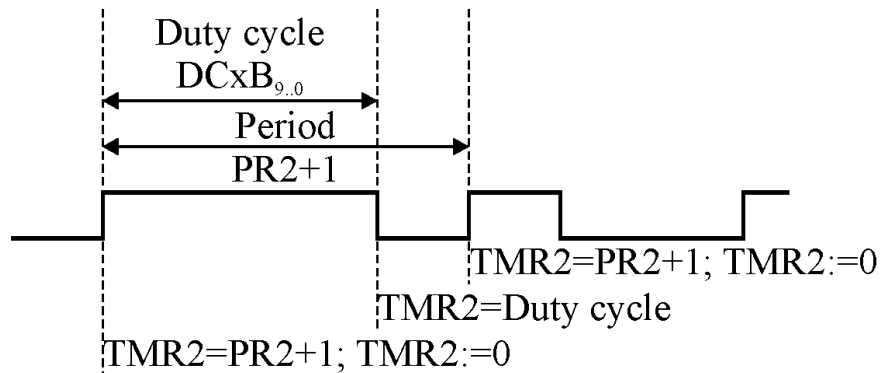 Duty cycle
DCxB9..0
Period
PR2+1
TMR2=PR2+1; TMR2:=0
TMR2=Duty cycle
TMR2=PR2+1; TMR2:=0